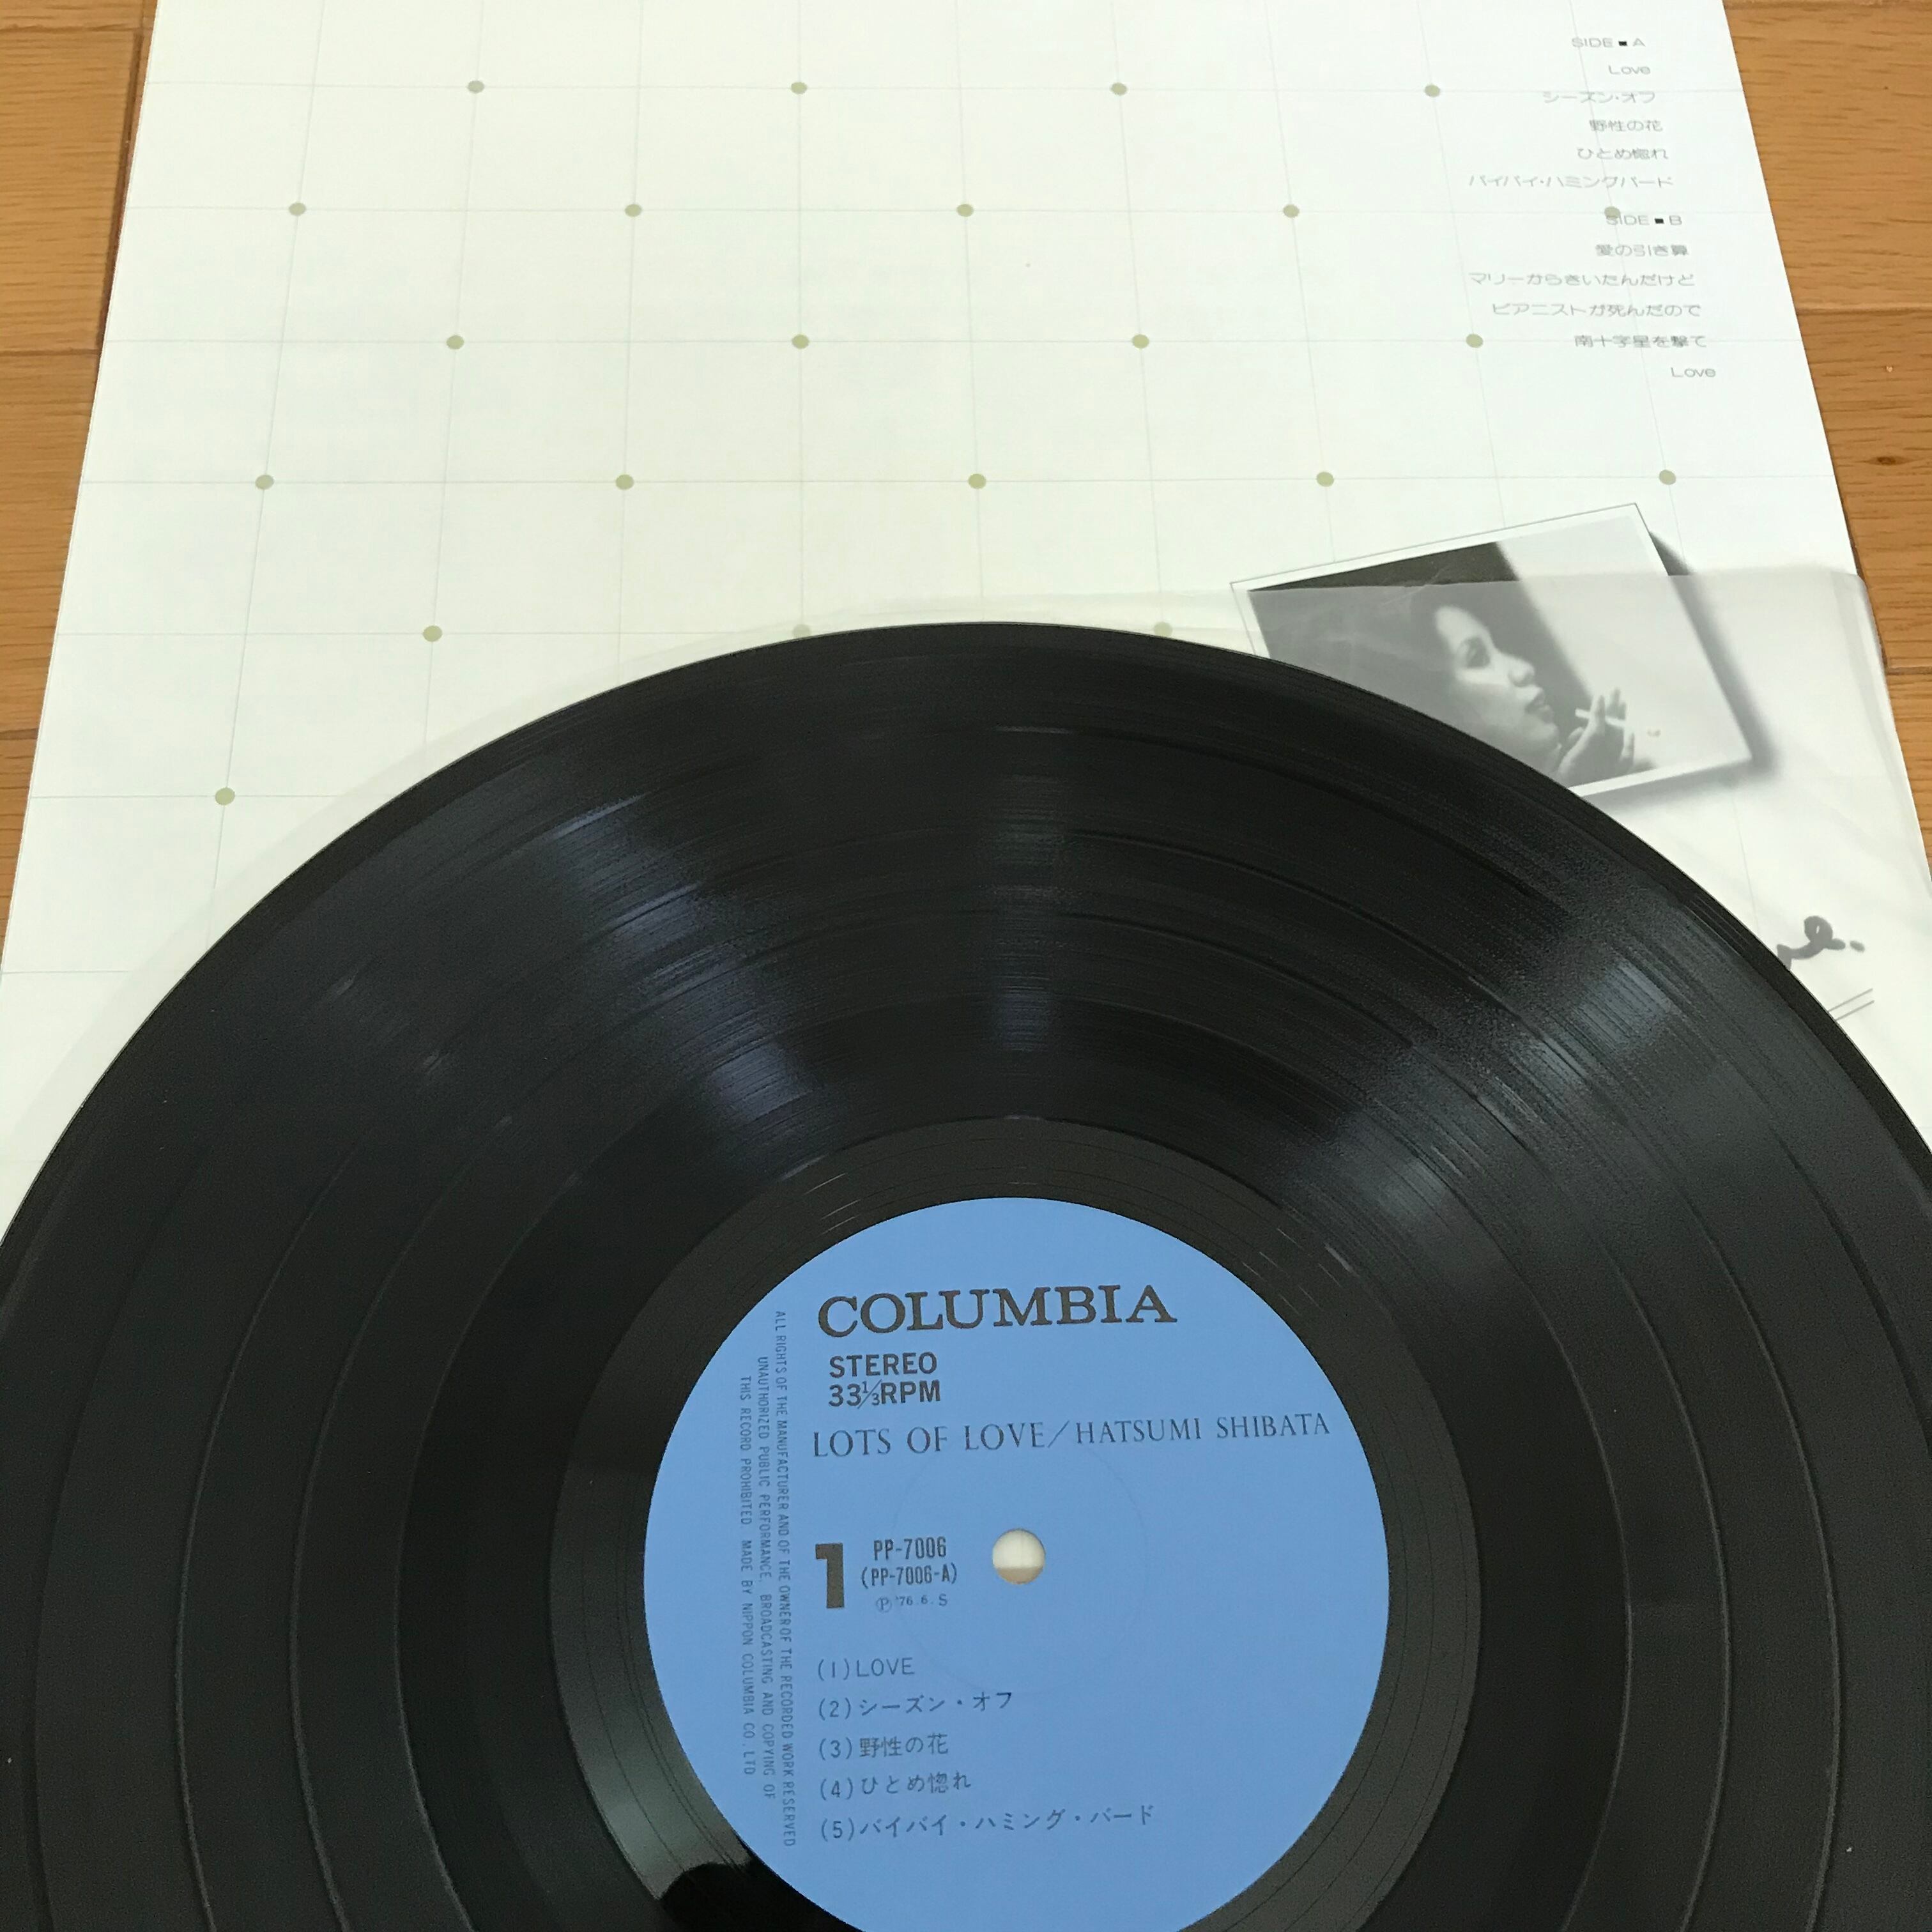 SIDE■A
Love
シーズン・オフ
野性の花
ひとめ惚れ
バイバイ・ハミングバード
SIDE■B
愛の引き算
マリーからきいたんだけど
ピアニストが死んだので
南十字星を撃て
Love
COLUMBIA
STEREO
33⅓RPM
LOTS OF LOVE/HATSUMI SHIBATA
1
PP-7006
(PP-7006-A)
Ⓟ'76.6.S
(1)LOVE
(2)シーズン・オフ
(3)野性の花
(4)ひとめ惚れ
(5)バイバイ・ハミング・バード
ALL RIGHTS OF THE MANUFACTURER AND OF THE OWNER OF THE RECORDED WORK RESERVED
UNAUTHORIZED PUBLIC PERFORMANCE, BROADCASTING AND COPYING OF
THIS RECORD PROHIBITED MADE BY NIPPON COLUMBIA CO., LTD